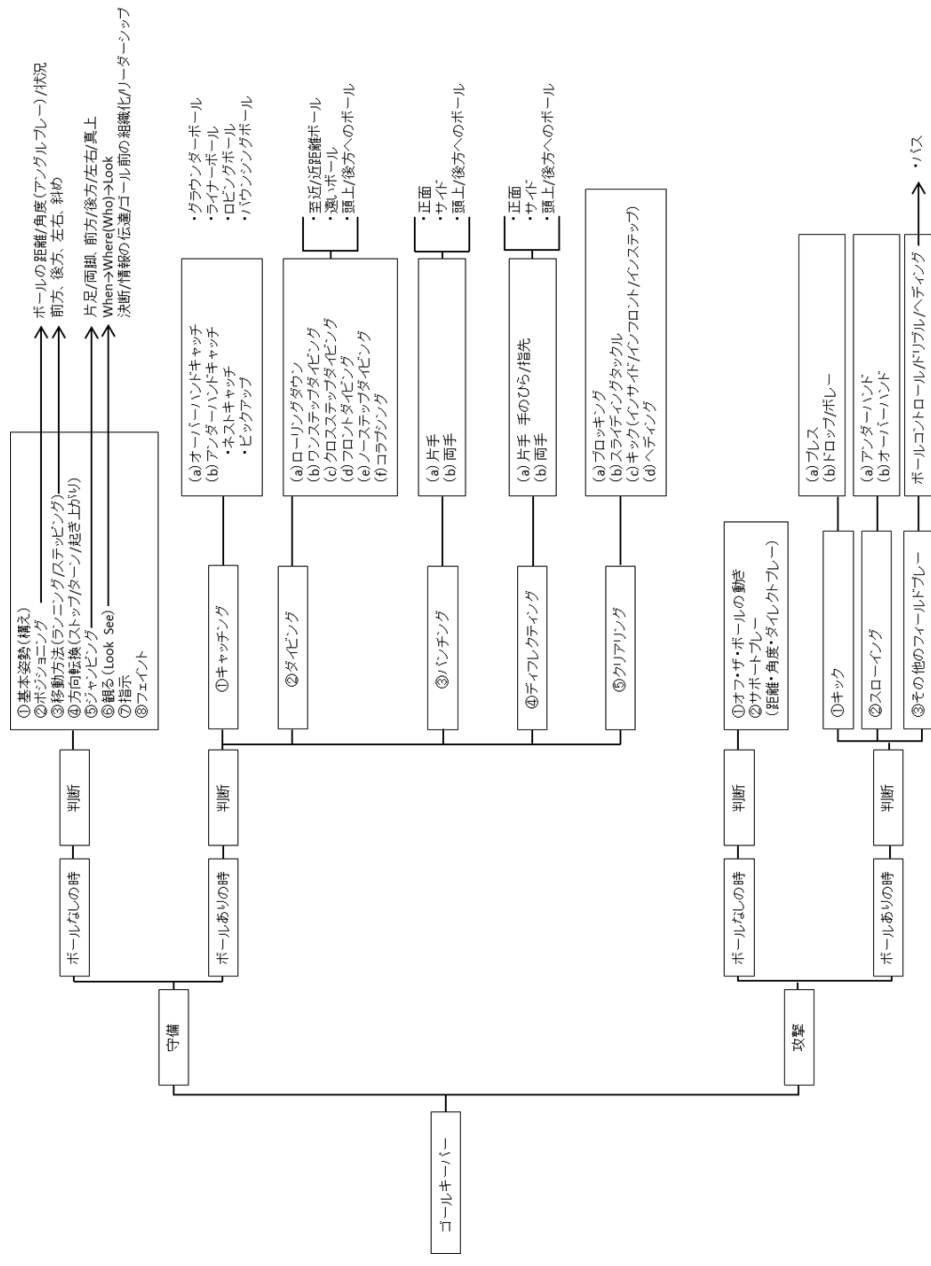 ゴールキーパー
守備
ボールなしの時
判断
①基本姿勢(構え)
②ポジショニング
③移動方法(ランニング/ステッピング)
④方向転換(ストップ/ターン/起き上がり)
⑤ジャンピング
⑥観る(Look See)
⑦指示
⑧フェイント
ボールの距離/角度(アングルプレー)/状況
前方、後方、左右、斜め
片足/両脚、前方/後方/左右/真上
When→Where(Who)→Look
決断/情報の伝達/ゴール前の組織化/リーダーシップ
ボールありの時
判断
①キャッチング
(a)オーバーハンドキャッチ
(b)アンダーハンドキャッチ
・ネストキャッチ
・ピックアップ
・グラウンダーボール
・ライナーボール
・ロビングボール
・バウンシングボール
②ダイビング
(a)ローリングダウン
(b)ワンステップダイビング
(c)クロスステップダイビング
(d)フロントダイビング
(e)ノーステップダイビング
(f)コラプシング
・至近/近距離ボール
・遠いボール
・頭上/後方へのボール
③パンチング
(a)片手
(b)両手
・正面
・サイド
・頭上/後方へのボール
④ディフレクティング
(a)片手 手のひら/指先
(b)両手
・正面
・サイド
・頭上/後方へのボール
⑤クリアリング
(a)ブロッキング
(b)スライディングタックル
(c)キック(インサイド/インフロント/インステップ)
(d)ヘディング
攻撃
ボールなしの時
判断
①オフ・ザ・ボールの動き
②サポートプレー
(距離・角度・ダイレクトプレー)
ボールありの時
判断
①キック
(a)プレス
(b)ドロップ/ボレー
②スローイング
(a)アンダーハンド
(b)オーバーハンド
③その他のフィールドプレー
ボールコントロール/ドリブル/ヘディング
・パス